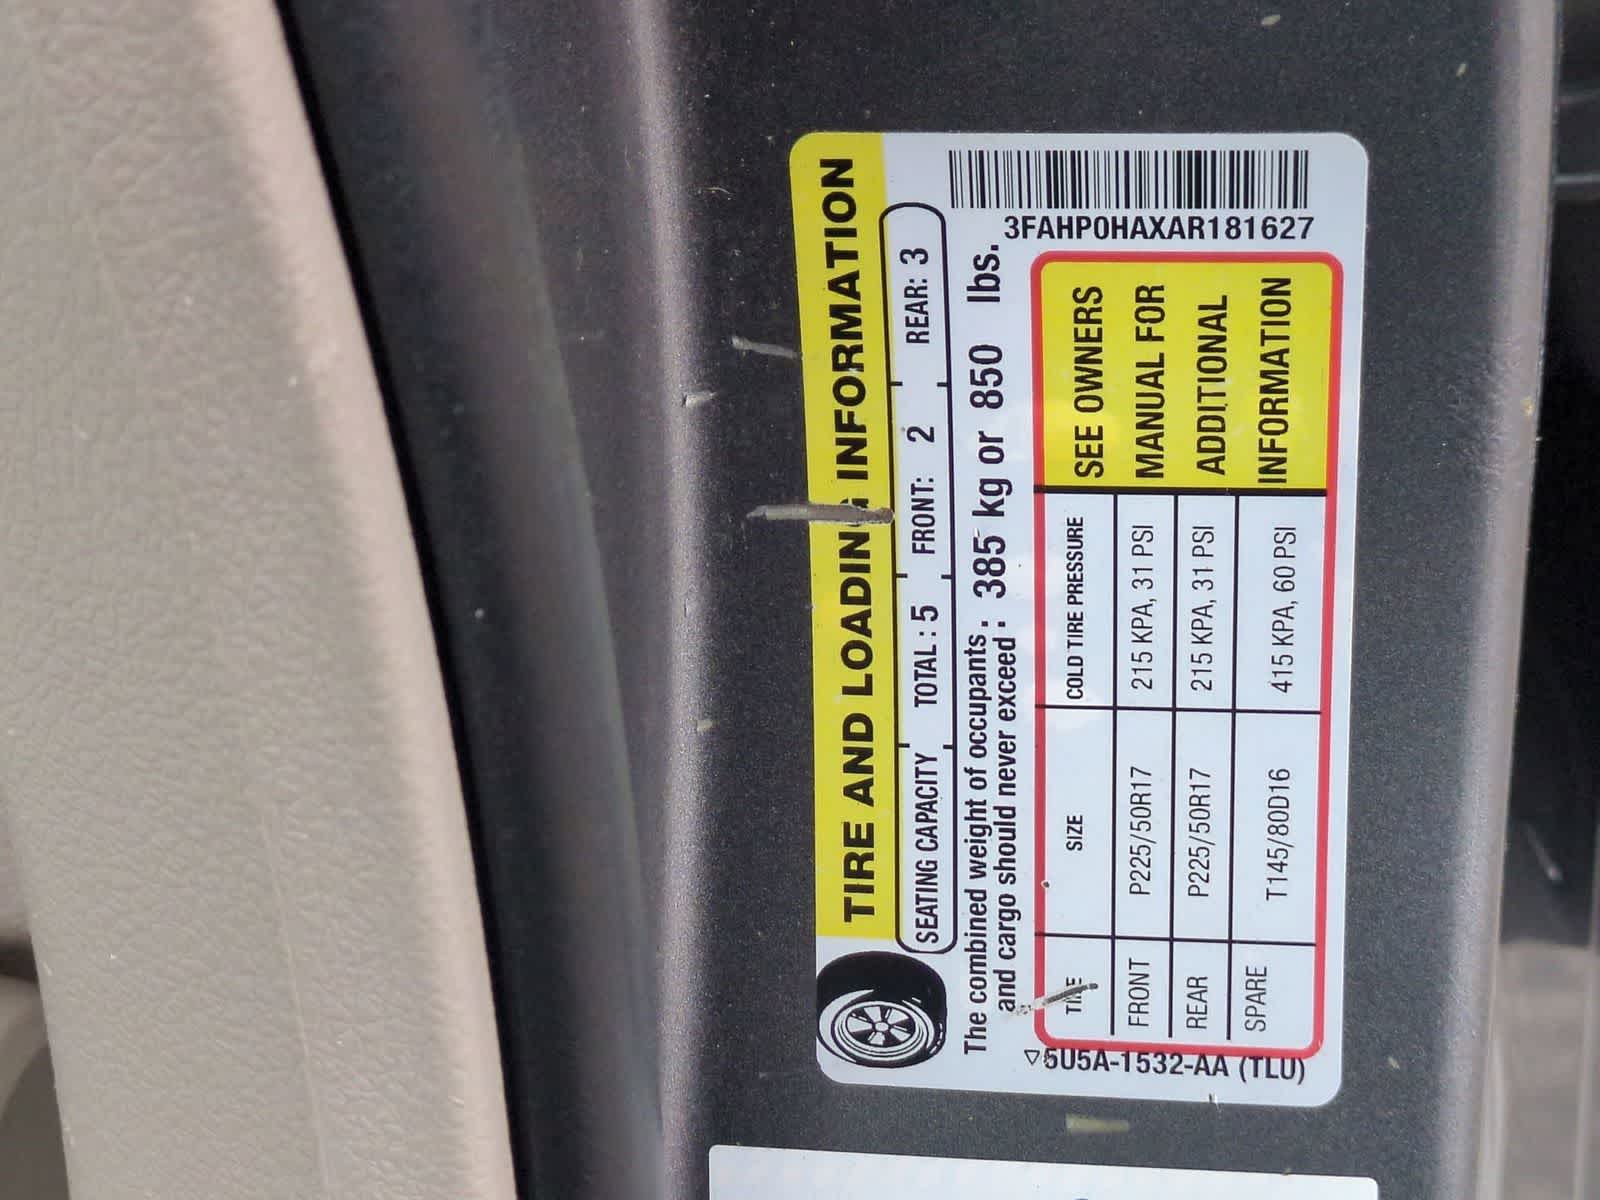 TIRE AND LOADING INFORMATION
SEATING CAPACITY TOTAL : 5 FRONT: 2 REAR: 3
The combined weight of occupants and cargo should never exceed : 385 kg or 850 lbs.
3FAHP0HAXAR181627
TIRE SIZE COLD TIRE PRESSURE
FRONT P225/50R17 215 KPA, 31 PSI
REAR P225/50R17 215 KPA, 31 PSI
SPARE T145/80D16 415 KPA, 60 PSI
SEE OWNERS
MANUAL FOR
ADDITIONAL
INFORMATION
5U5A-1532-AA (TLU)